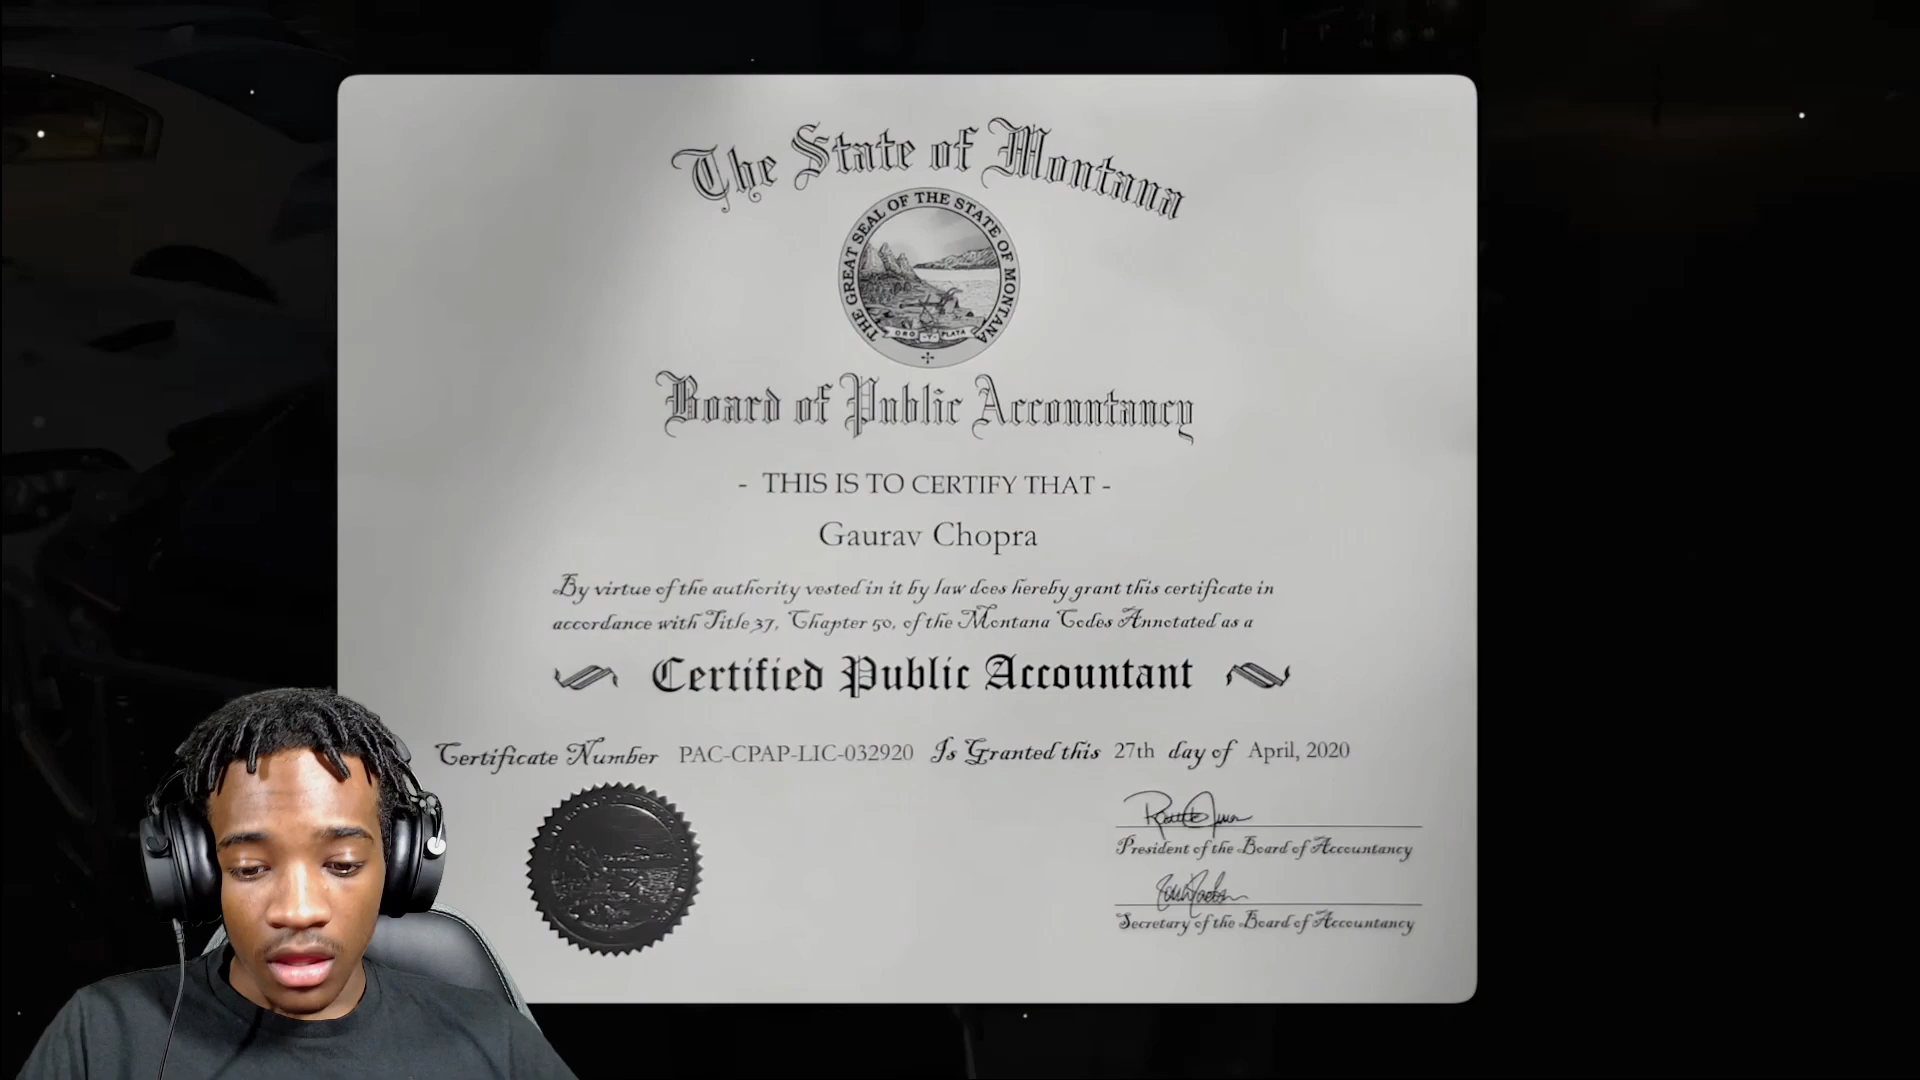 The State of Montana
THE GREAT SEAL OF THE STATE OF MONTANA
ORO Y PLATA
Board of Public Accountancy
- THIS IS TO CERTIFY THAT -
Gaurav Chopra
By virtue of the authority vested in it by law does hereby grant this certificate in
accordance with Title 37, Chapter 50, of the Montana Codes Annotated as a
Certified Public Accountant
Certificate Number PAC-CPAP-LIC-032920 Is Granted this 27th day of April, 2020
President of the Board of Accountancy
Secretary of the Board of Accountancy